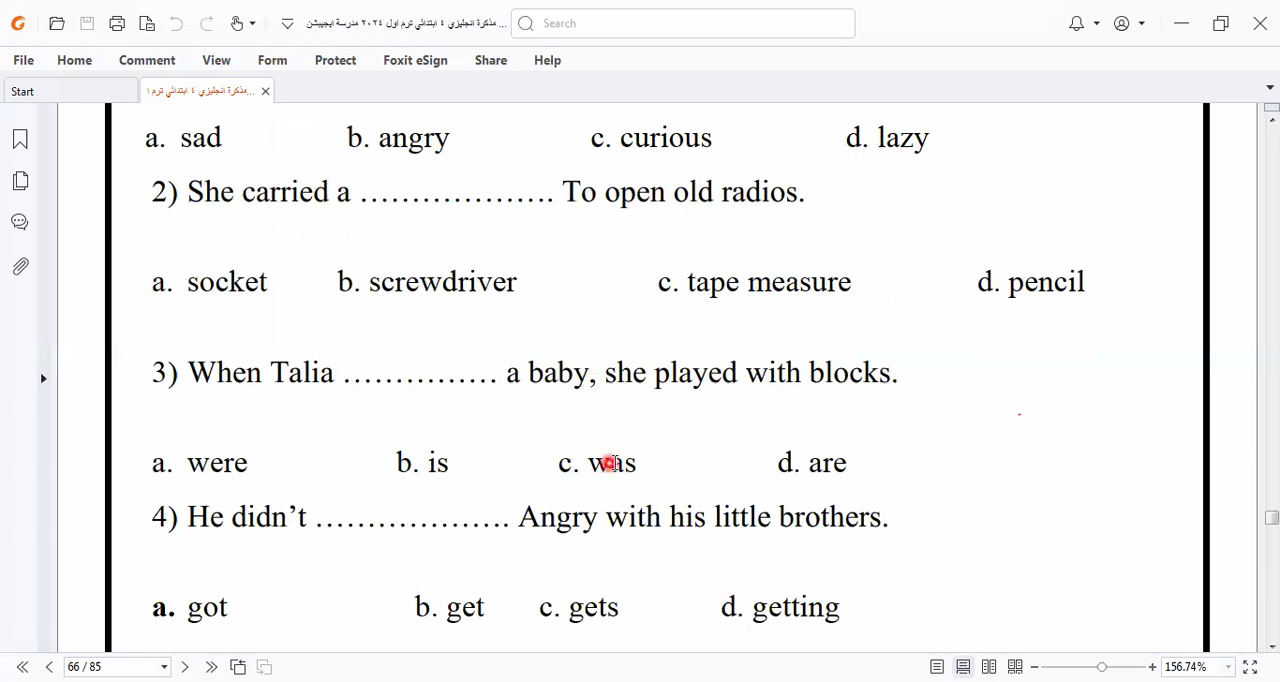 ... مذكرة انجليزي ٤ ابتدائي ترم اول ٢٠٢٤ مدرسة ايجيبشن
Search
File Home Comment View Form Protect Foxit eSign Share Help
Start
...مذكرة انجليزي ٤ ابتدائي ترم ا
a. sad b. angry c. curious d. lazy
2) She carried a ………………. To open old radios.
a. socket b. screwdriver c. tape measure d. pencil
3) When Talia …………… a baby, she played with blocks.
a. were b. is c. was d. are
4) He didn’t ………………. Angry with his little brothers.
a. got b. get c. gets d. getting
66 / 85
156.74%